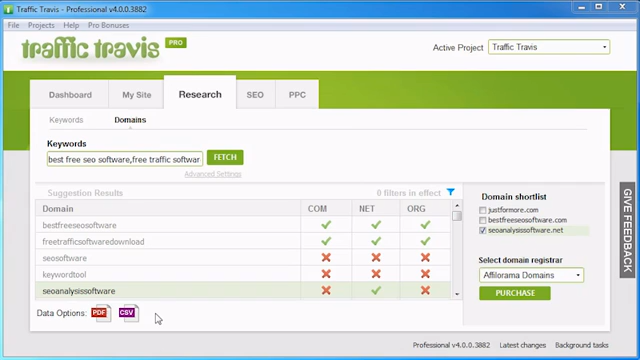 Traffic Travis - Professional v4.0.0.3882
File Projects Help Pro Bonuses
traffic travis PRO
Active Project Traffic Travis
Dashboard My Site Research SEO PPC
Keywords Domains
Keywords
best free seo software,free traffic softwar FETCH
Advanced Settings
Suggestion Results 0 filters in effect
Domain COM NET ORG
bestfreeseosoftware
freetrafficsoftwaredownload
seosoftware
keywordtool
seoanalysissoftware
Data Options: PDF CSV
Domain shortlist
justformore.com
bestfreeseosoftware.com
seoanalysissoftware.net
Select domain registrar
Affilorama Domains
PURCHASE
GIVE FEEDBACK
Professional v4.0.0.3882 Latest changes Background tasks